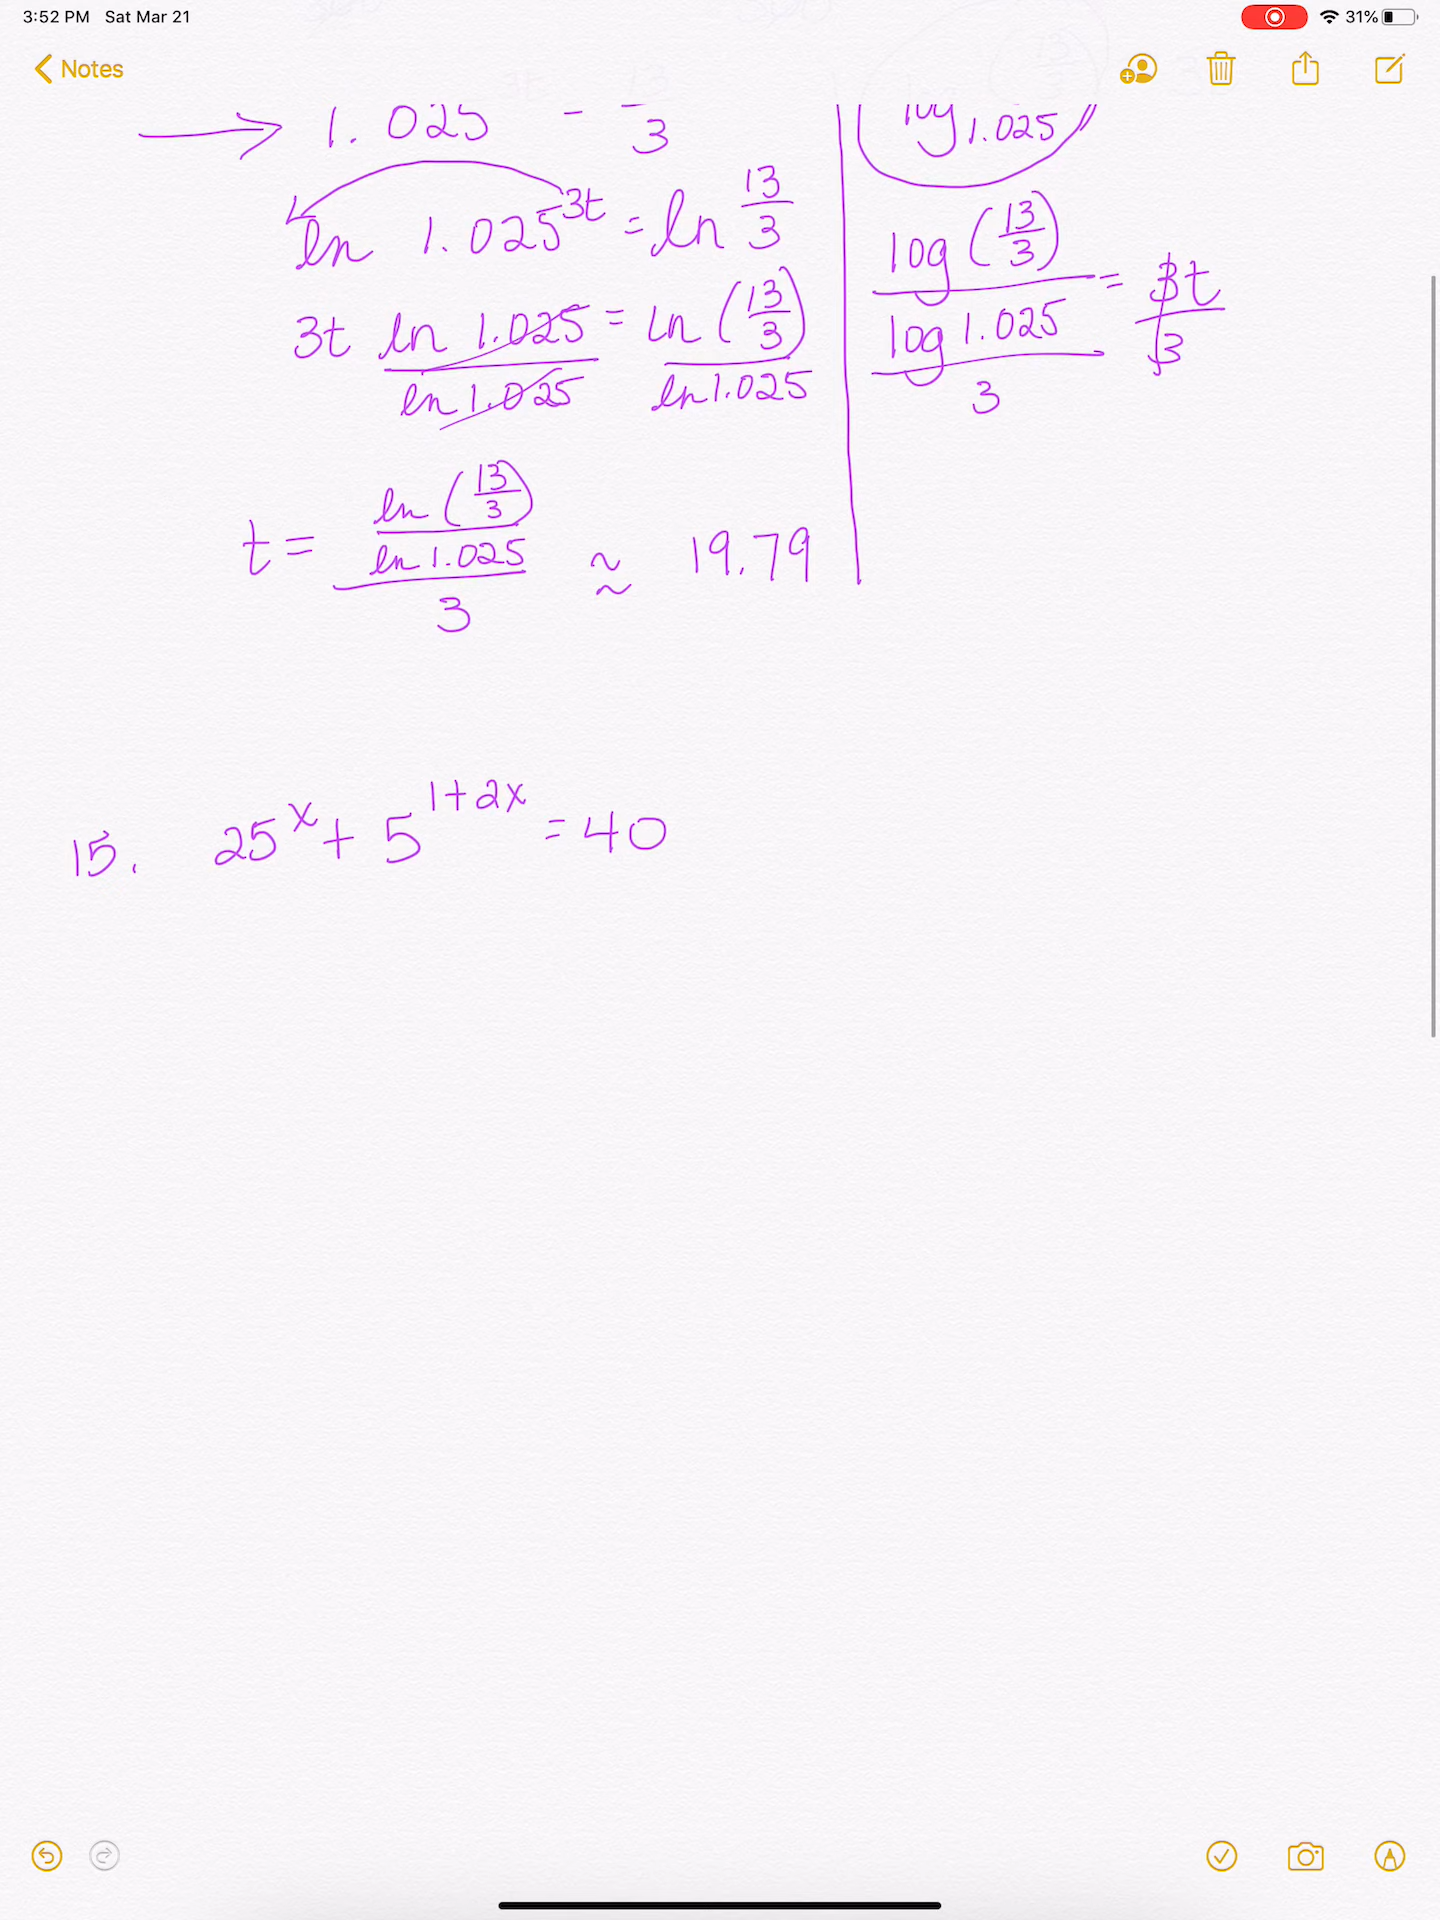 3:52 PM Sat Mar 21
31%
Notes
1.025 = 3
log 1.025
ln 1.025^3t = ln 13/3
3t ln 1.025 / ln 1.025 = ln (13/3) / ln 1.025
log (13/3) / log 1.025 / 3 = 3t / 3
t = ln (13/3) / ln 1.025 / 3 ≈ 19.79
15. 25^x + 5^1+2x = 40